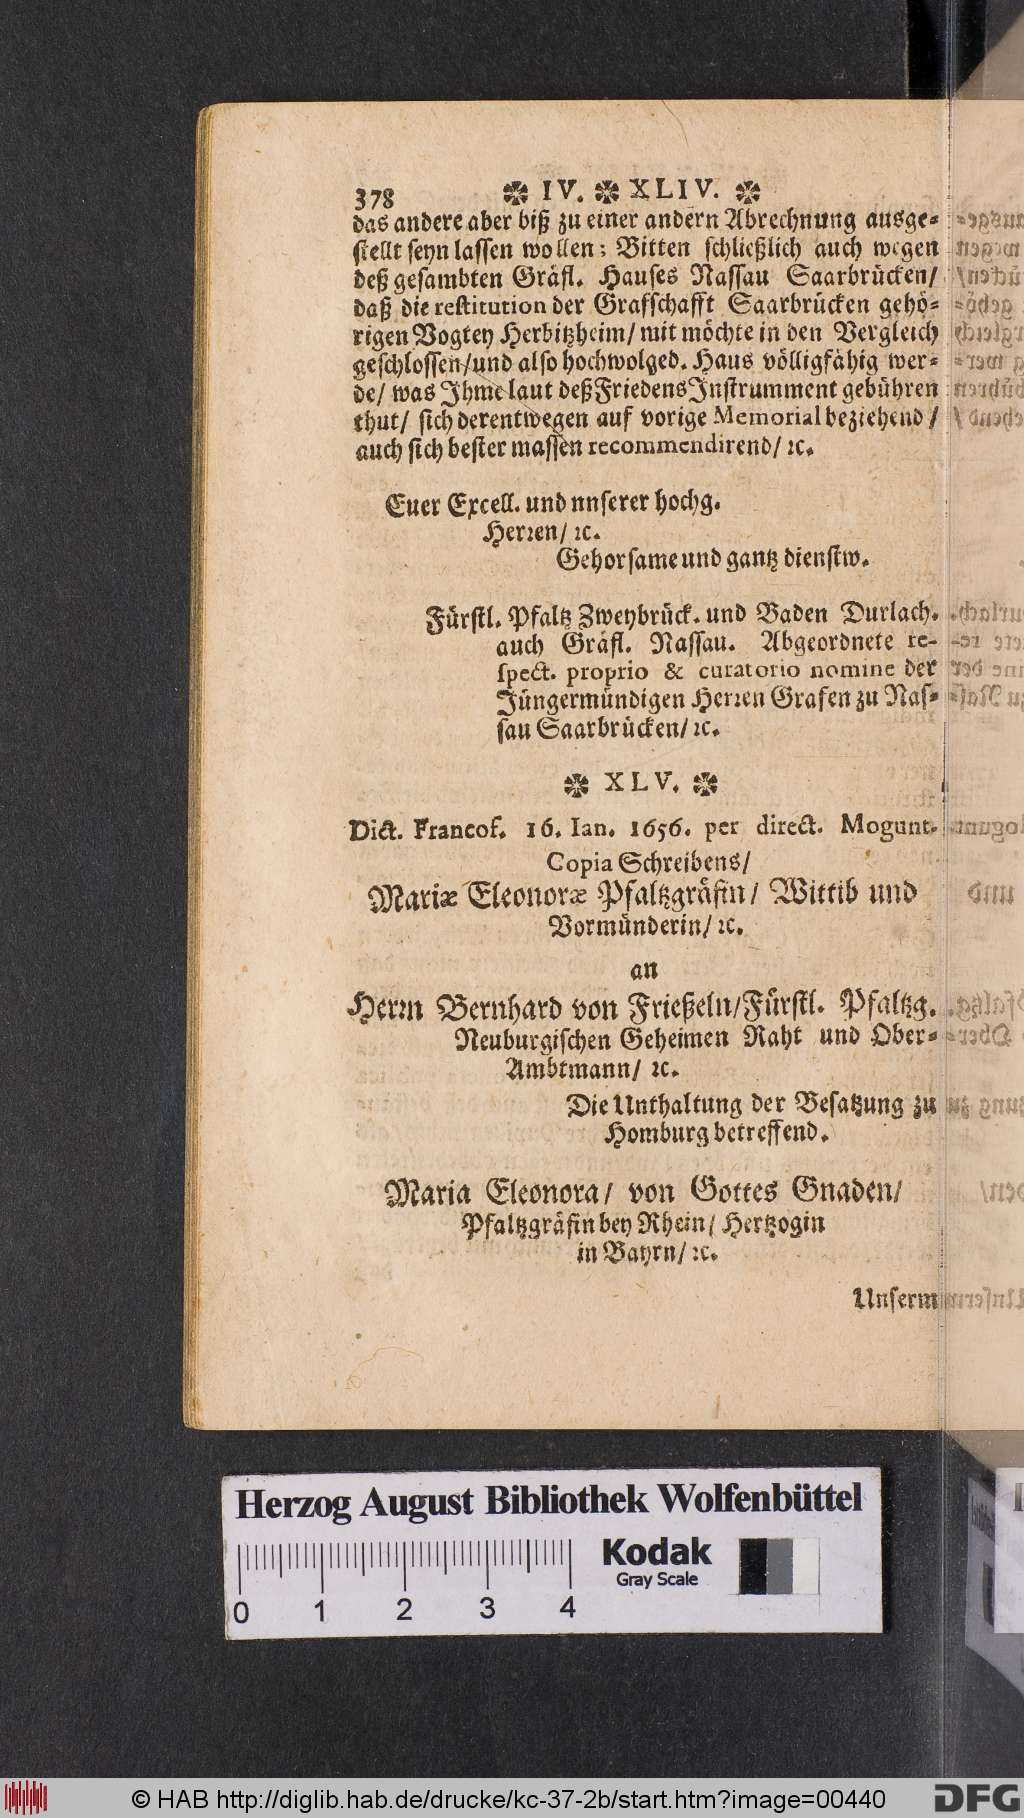 378 ✼ IV. ✼ XLIV. ✼
das andere aber biß zu einer andern Abrechnung ausge-
stellt seyn lassen wollen; Bitten schließlich auch wegen
deß gesambten Gräfl. Hauses Nassau Saarbrücken/
daß die restitution der Grafschafft Saarbrücken gehö-
rigen Vogtey Herbitzheim/ mit möchte in den Vergleich
geschlossen/ und also hochwolged. Haus völligfähig wer-
de/ was Ihme laut deß Friedens Instrumment gebühren
thut/ sich derentwegen auf vorige Memorial beziehend/
auch sich bester massen recommendirend/ ꝛc.
Euer Excell. und nnserer hochg.
Herren/ ꝛc.
Gehorsame und gantz dienstw.
Fürstl. Pfaltz Zweybrück. und Baden Durlach.
auch Gräfl. Nassau. Abgeordnete re-
spect. proprio & curatorio nomine der
Jüngermündigen Herren Grafen zu Nas-
sau Saarbrücken/ ꝛc.
✼ XLV. ✼
Dict. Francof. 16. Ian. 1656. per direct. Mogunt.
Copia Schreibens/
Mariæ Eleonoræ Pfaltzgräfin/ Wittib und
Vormünderin/ ꝛc.
an
Herrn Bernhard von Frießeln/ Fürstl. Pfaltzg.
Neuburgischen Geheimen Raht und Ober-
Ambtmann/ ꝛc.
Die Unthaltung der Besatzung zu
Homburg betreffend.
Maria Eleonora/ von Gottes Gnaden/
Pfaltzgräfin bey Rhein/ Hertzogin
in Bayrn/ ꝛc.
Unserm
Herzog August Bibliothek Wolfenbüttel
Kodak
Gray Scale
0 1 2 3 4
© HAB http://diglib.hab.de/drucke/kc-37-2b/start.htm?image=00440
DFG